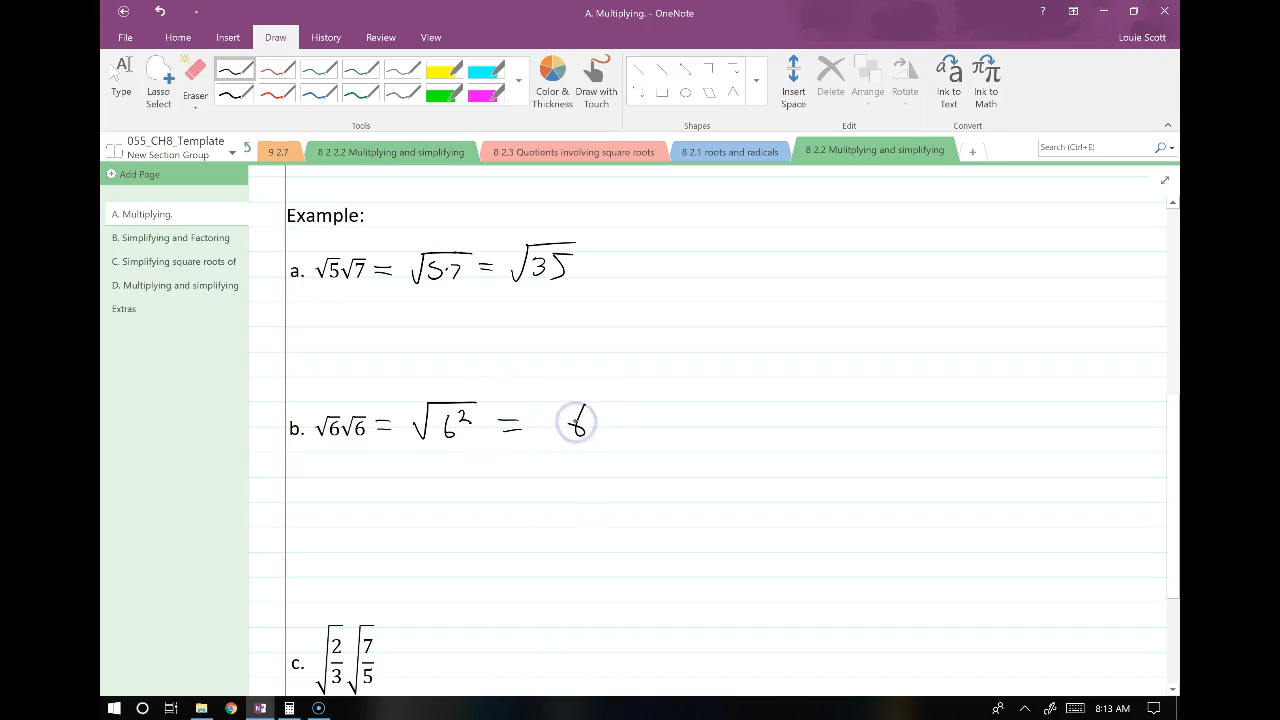 A. Multiplying. - OneNote
?
File Home Insert Draw History Review View Louie Scott
Type Lasso Select Eraser Color & Thickness Draw with Touch Insert Space Delete Arrange Rotate Ink to Text Ink to Math
Tools Shapes Edit Convert
055_CH8_Template
New Section Group
9 2.7 8 2.2.2 Mulitplying and simplifying 8 2.3 Quotients involving square roots 8 2.1 roots and radicals 8 2.2 Mulitplying and simplifying + Search (Ctrl+E)
Add Page
A. Multiplying.
B. Simplifying and Factoring
C. Simplifying square roots of
D. Multiplying and simplifying
Extras
Example:
a. √5√7 = √5·7 = √35
b. √6√6 = √6² = 6
c. √(2/3)√(7/5)
8:13 AM